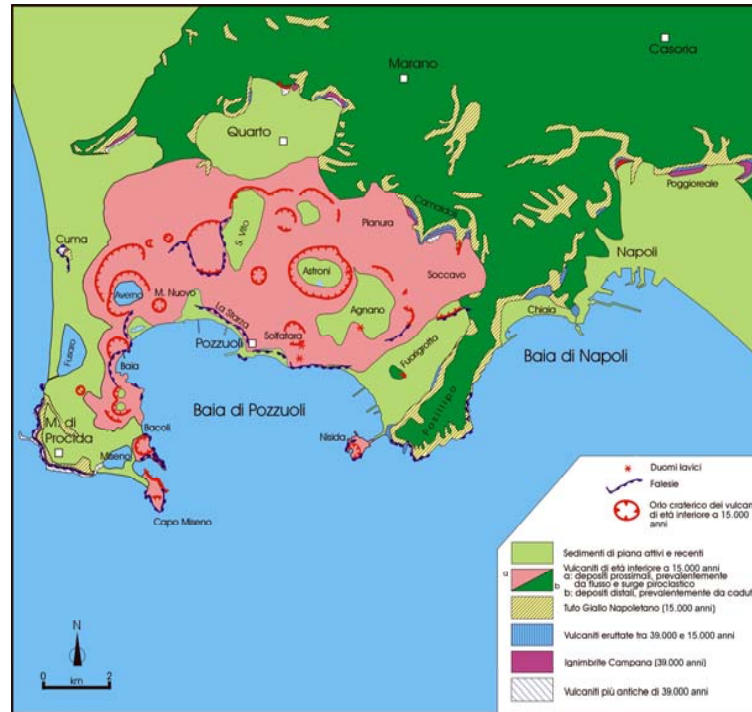 Casoria
Marano
Quarto
Poggioreale
Camaldoli
Pianura
S. Vito
Cuma
Soccavo
Napoli
Astroni
Averno
M. Nuovo
Agnano
Chiaia
La Starza
Solfatara
Fusaro
Pozzuoli
Fuorigrotta
Baia
Baia di Napoli
Posillipo
Baia di Pozzuoli
M. di
Procida
Bacoli
Nisida
Miseno
Capo Miseno
Duomi lavici
Falesie
Orlo craterico dei vulcani
di età inferiore a 15.000
anni
Sedimenti di piana attivi e recenti
Vulcaniti di età inferiore a 15.000 anni
a
a: depositi prossimali, prevalentemente
da flusso e surge piroclastico
b
b: depositi distali, prevalentemente da caduta
Tufo Giallo Napoletano (15.000 anni)
Vulcaniti eruttate tra 39.000 e 15.000 anni
Ignimbrite Campana (39.000 anni)
Vulcaniti più antiche di 39.000 anni
N
0 2
km